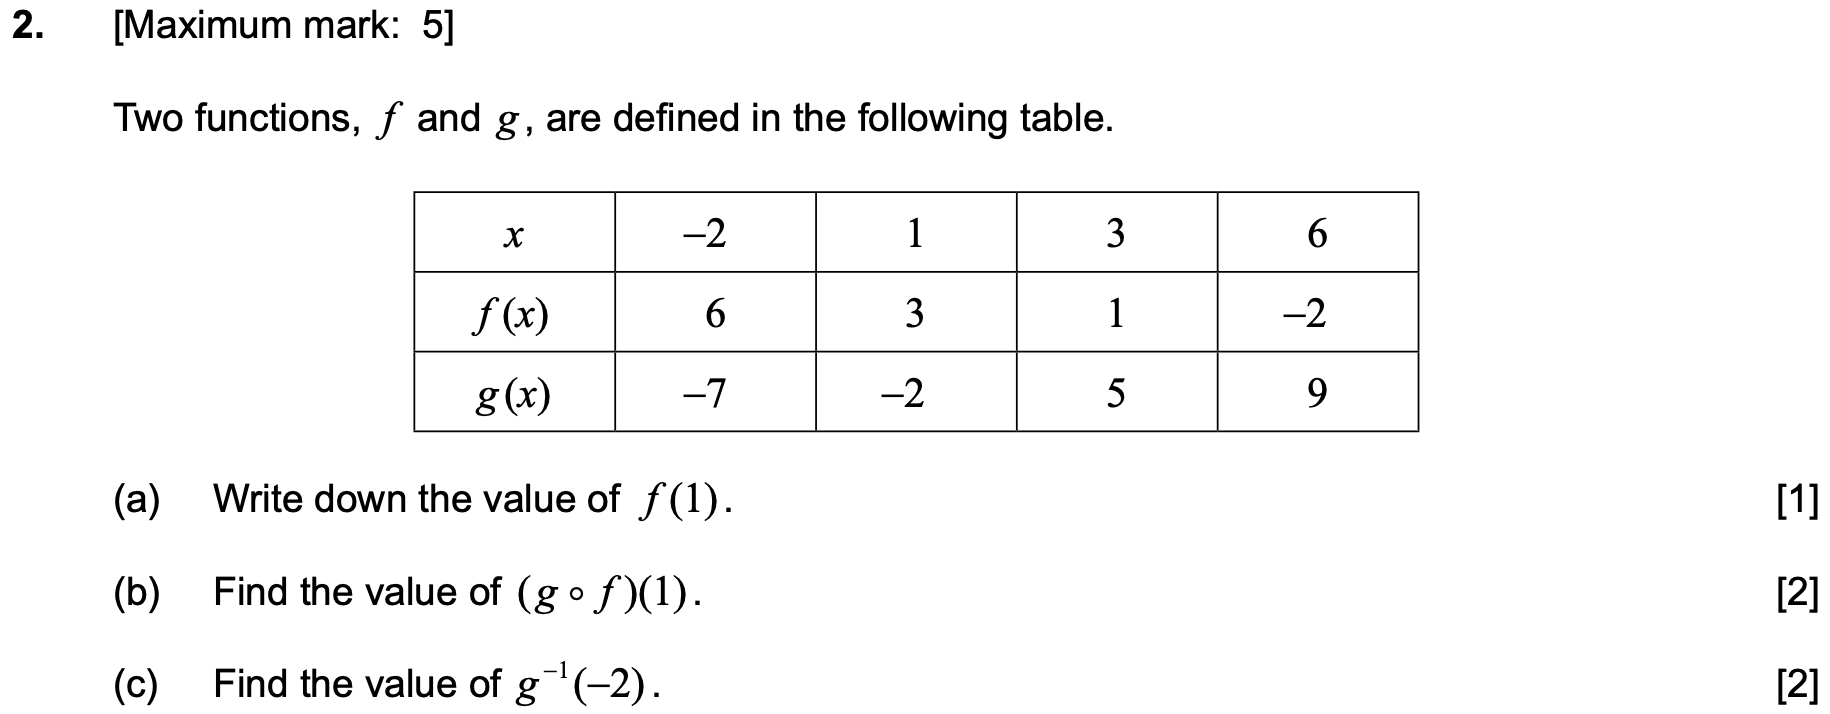 2. [Maximum mark: 5]
Two functions, f and g, are defined in the following table.
x –2 1 3 6
f(x) 6 3 1 –2
g(x) –7 –2 5 9
(a) Write down the value of f(1). [1]
(b) Find the value of (g ∘ f)(1). [2]
(c) Find the value of g⁻¹(–2). [2]